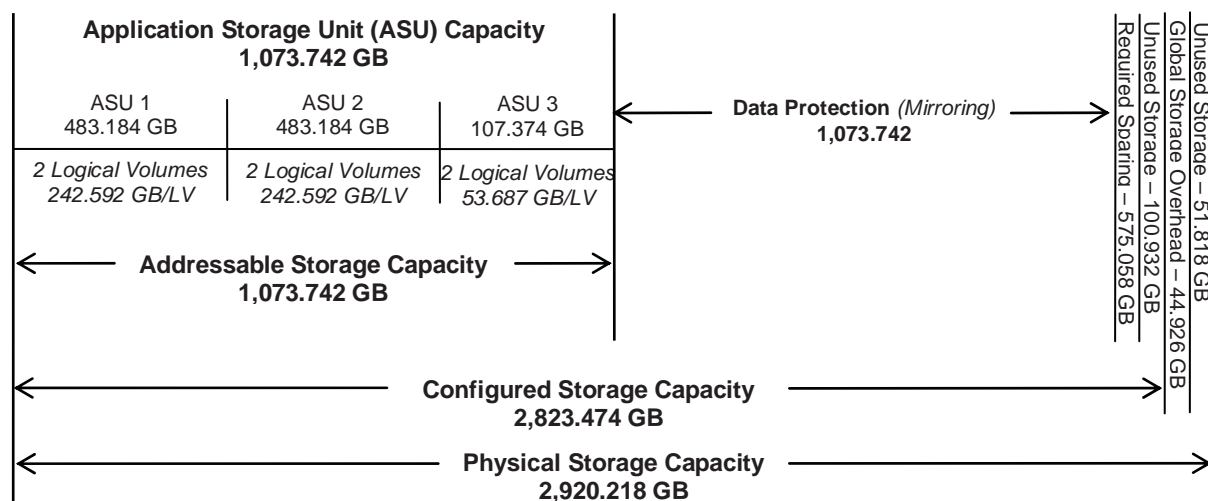 Application Storage Unit (ASU) Capacity
1,073.742 GB
ASU 1
483.184 GB
ASU 2
483.184 GB
ASU 3
107.374 GB
2 Logical Volumes
242.592 GB/LV
2 Logical Volumes
242.592 GB/LV
2 Logical Volumes
53.687 GB/LV
Addressable Storage Capacity
1,073.742 GB
Data Protection (Mirroring)
1,073.742
Required Sparing – 575.058 GB
Unused Storage – 100.932 GB
Global Storage Overhead – 44.926 GB
Unused Storage – 51.818 GB
Configured Storage Capacity
2,823.474 GB
Physical Storage Capacity
2,920.218 GB